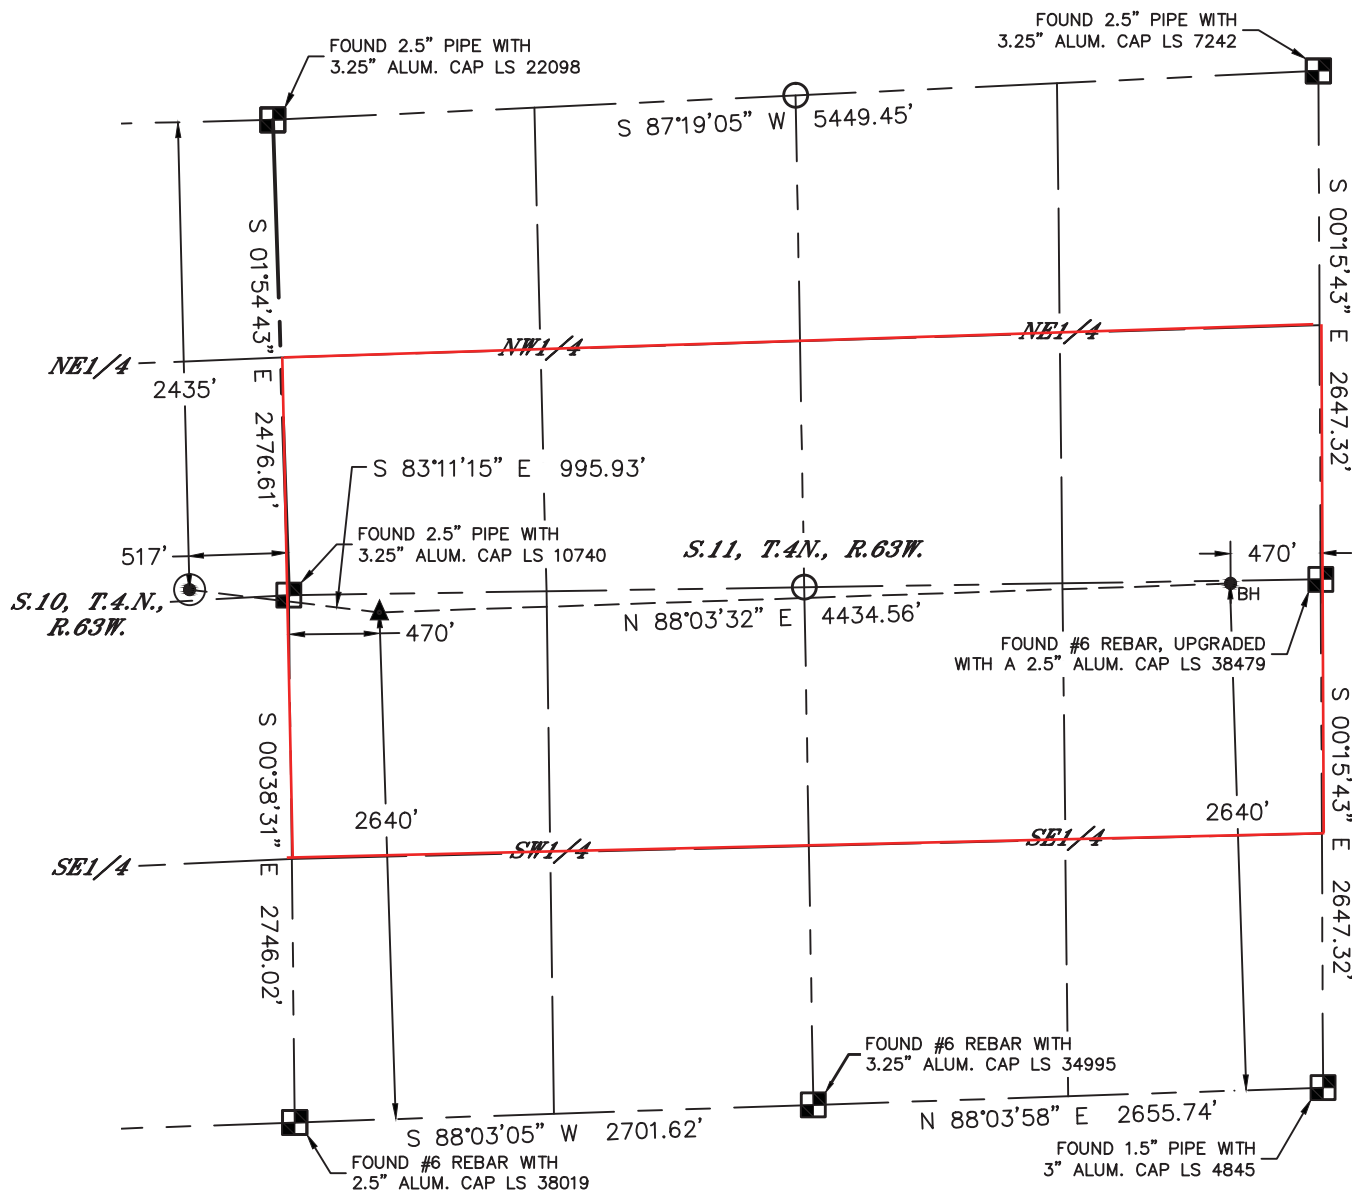 FOUND 2.5" PIPE WITH
3.25" ALUM. CAP LS 22098
FOUND 2.5" PIPE WITH
3.25" ALUM. CAP LS 7242
S 87°19'05" W 5449.45'
S 01°54'43" E 2476.61'
S 00°15'43" E 2647.32'
NW1/4
NE1/4
NE1/4
2435'
S 83°11'15" E 995.93'
FOUND 2.5" PIPE WITH
3.25" ALUM. CAP LS 10740
517'
S.11, T.4N., R.63W.
470'
S.10, T.4.N.,
R.63W.
BH
N 88°03'32" E 4434.56'
470'
FOUND #6 REBAR, UPGRADED
WITH A 2.5" ALUM. CAP LS 38479
S 00°38'31" E 2746.02'
S 00°15'43" E 2647.32'
2640'
2640'
SE1/4
SW1/4
SE1/4
FOUND #6 REBAR WITH
3.25" ALUM. CAP LS 34995
S 88°03'05" W 2701.62'
N 88°03'58" E 2655.74'
FOUND #6 REBAR WITH
2.5" ALUM. CAP LS 38019
FOUND 1.5" PIPE WITH
3" ALUM. CAP LS 4845